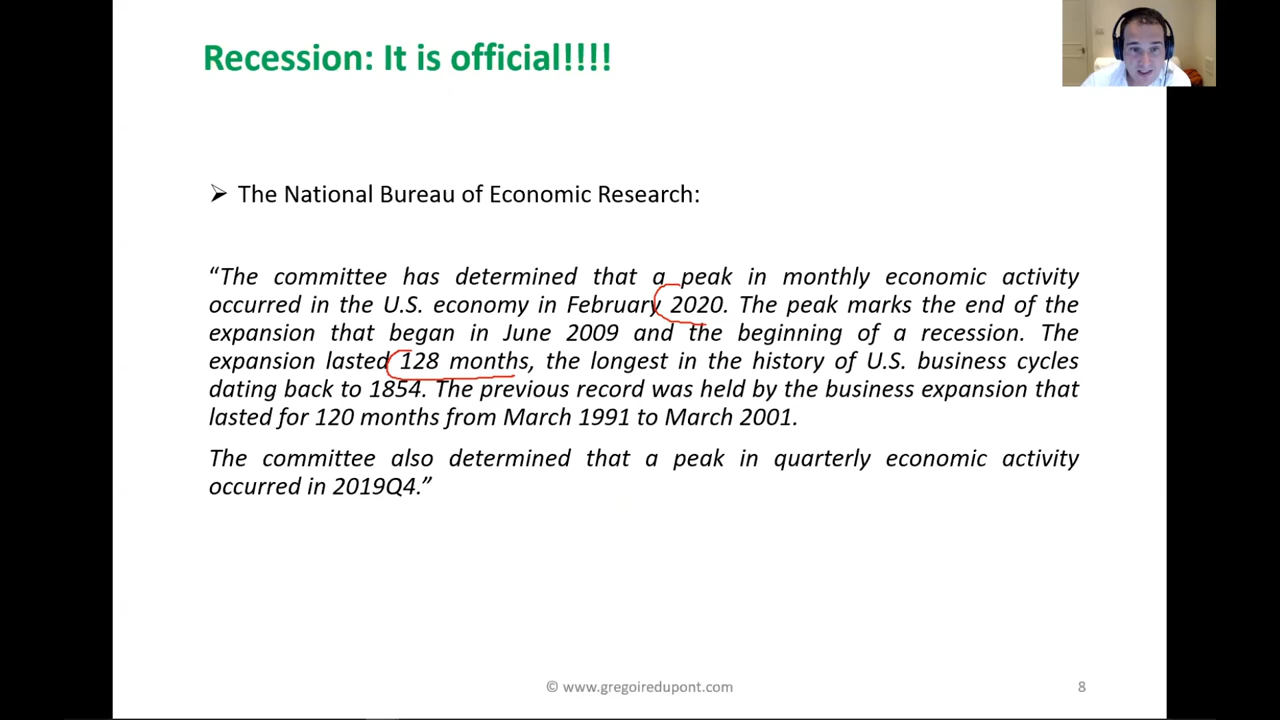 Recession: It is official!!!!
➢ The National Bureau of Economic Research:
“The committee has determined that a peak in monthly economic activity
occurred in the U.S. economy in February 2020. The peak marks the end of the
expansion that began in June 2009 and the beginning of a recession. The
expansion lasted 128 months, the longest in the history of U.S. business cycles
dating back to 1854. The previous record was held by the business expansion that
lasted for 120 months from March 1991 to March 2001.
The committee also determined that a peak in quarterly economic activity
occurred in 2019Q4.”
© www.gregoiredupont.com
8